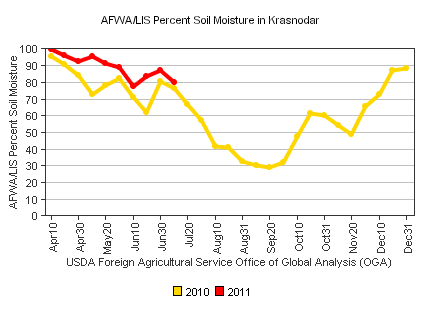 AFWA/LIS Percent Soil Moisture in Krasnodar
AFWA/LIS Percent Soil Moisture
100
90
80
70
60
50
40
30
20
10
0
Apr10
Apr30
May20
Jun10
Jun30
Jul20
Aug10
Aug31
Sep20
Oct10
Oct31
Nov20
Dec10
Dec31
USDA Foreign Agricultural Service Office of Global Analysis (OGA)
2010 2011